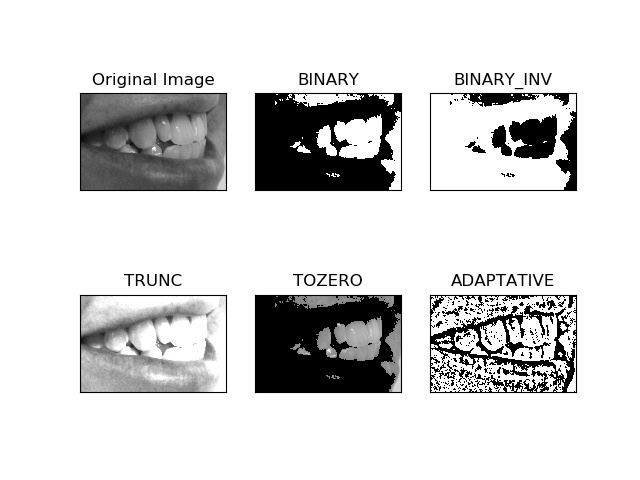 Original Image
BINARY
BINARY_INV
TRUNC
TOZERO
ADAPTATIVE